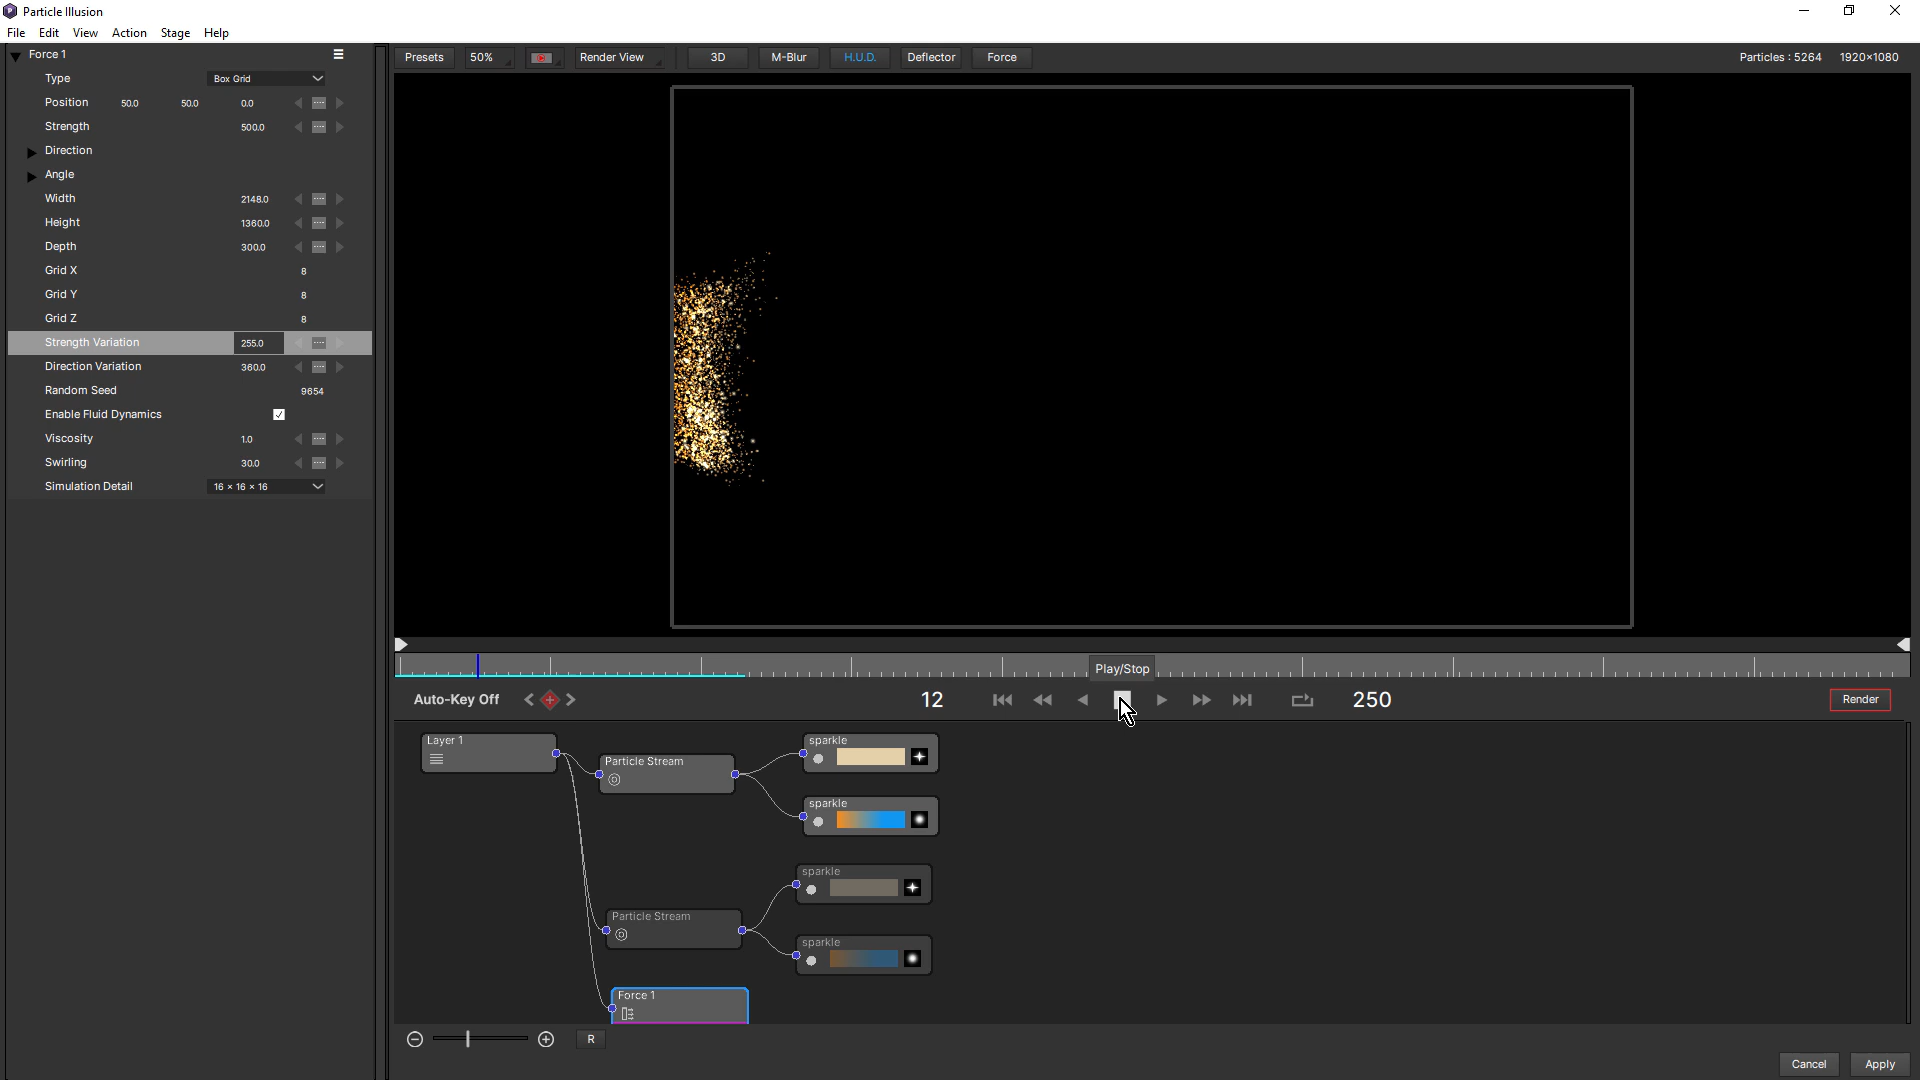 Particle Illusion
File Edit View Action Stage Help
Force 1
Presets 50% Render View 3D M-Blur H.U.D. Deflector Force Particles : 5264 1920×1080
Type Box Grid
Position 50.0 50.0 0.0
Strength 500.0
Direction
Angle
Width 2148.0
Height 1360.0
Depth 300.0
Grid X 8
Grid Y 8
Grid Z 8
Strength Variation 255.0
Direction Variation 360.0
Random Seed 9654
Enable Fluid Dynamics
Viscosity 1.0
Swirling 30.0
Simulation Detail 16 × 16 × 16
Play/Stop
Auto-Key Off 12 250 Render
Layer 1
Particle Stream
sparkle
sparkle
sparkle
Particle Stream
sparkle
Force 1
R
Cancel Apply